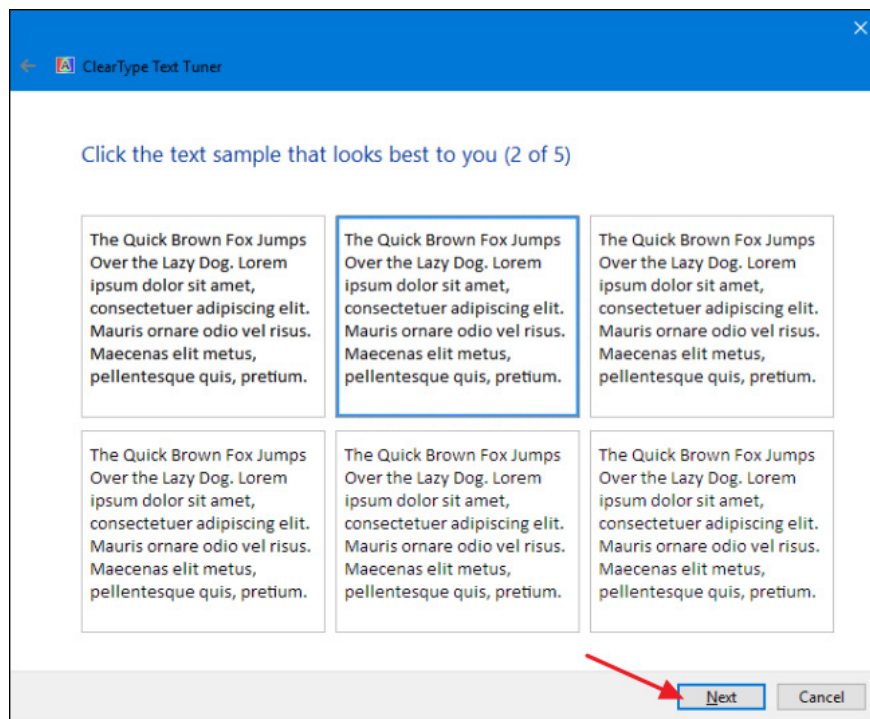 ClearType Text Tuner
Click the text sample that looks best to you (2 of 5)
The Quick Brown Fox Jumps
Over the Lazy Dog. Lorem
ipsum dolor sit amet,
consectetuer adipiscing elit.
Mauris ornare odio vel risus.
Maecenas elit metus,
pellentesque quis, pretium.
The Quick Brown Fox Jumps
Over the Lazy Dog. Lorem
ipsum dolor sit amet,
consectetuer adipiscing elit.
Mauris ornare odio vel risus.
Maecenas elit metus,
pellentesque quis, pretium.
The Quick Brown Fox Jumps
Over the Lazy Dog. Lorem
ipsum dolor sit amet,
consectetuer adipiscing elit.
Mauris ornare odio vel risus.
Maecenas elit metus,
pellentesque quis, pretium.
The Quick Brown Fox Jumps
Over the Lazy Dog. Lorem
ipsum dolor sit amet,
consectetuer adipiscing elit.
Mauris ornare odio vel risus.
Maecenas elit metus,
pellentesque quis, pretium.
The Quick Brown Fox Jumps
Over the Lazy Dog. Lorem
ipsum dolor sit amet,
consectetuer adipiscing elit.
Mauris ornare odio vel risus.
Maecenas elit metus,
pellentesque quis, pretium.
The Quick Brown Fox Jumps
Over the Lazy Dog. Lorem
ipsum dolor sit amet,
consectetuer adipiscing elit.
Mauris ornare odio vel risus.
Maecenas elit metus,
pellentesque quis, pretium.
Next
Cancel